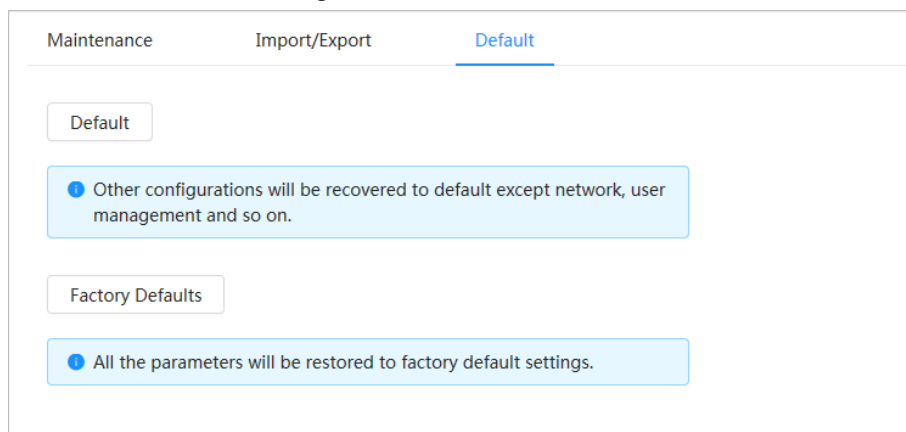 Maintenance Import/Export Default
Default
Other configurations will be recovered to default except network, user
management and so on.
Factory Defaults
All the parameters will be restored to factory default settings.